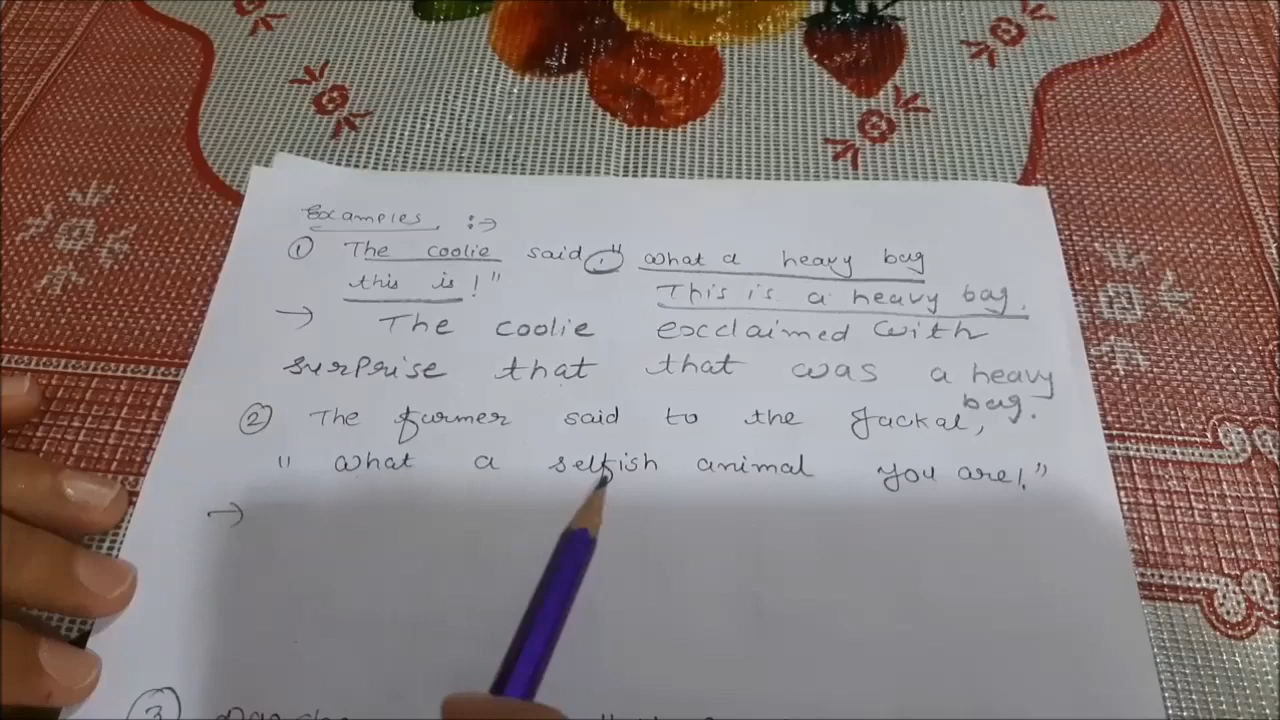 Examples :→
① The coolie said, " what a heavy bag
this is ! "
This is a heavy bag.
→ The coolie exclaimed with
surprise that that was a heavy
bag.
② The farmer said to the Jackal,
" what a selfish animal you are! "
→
③